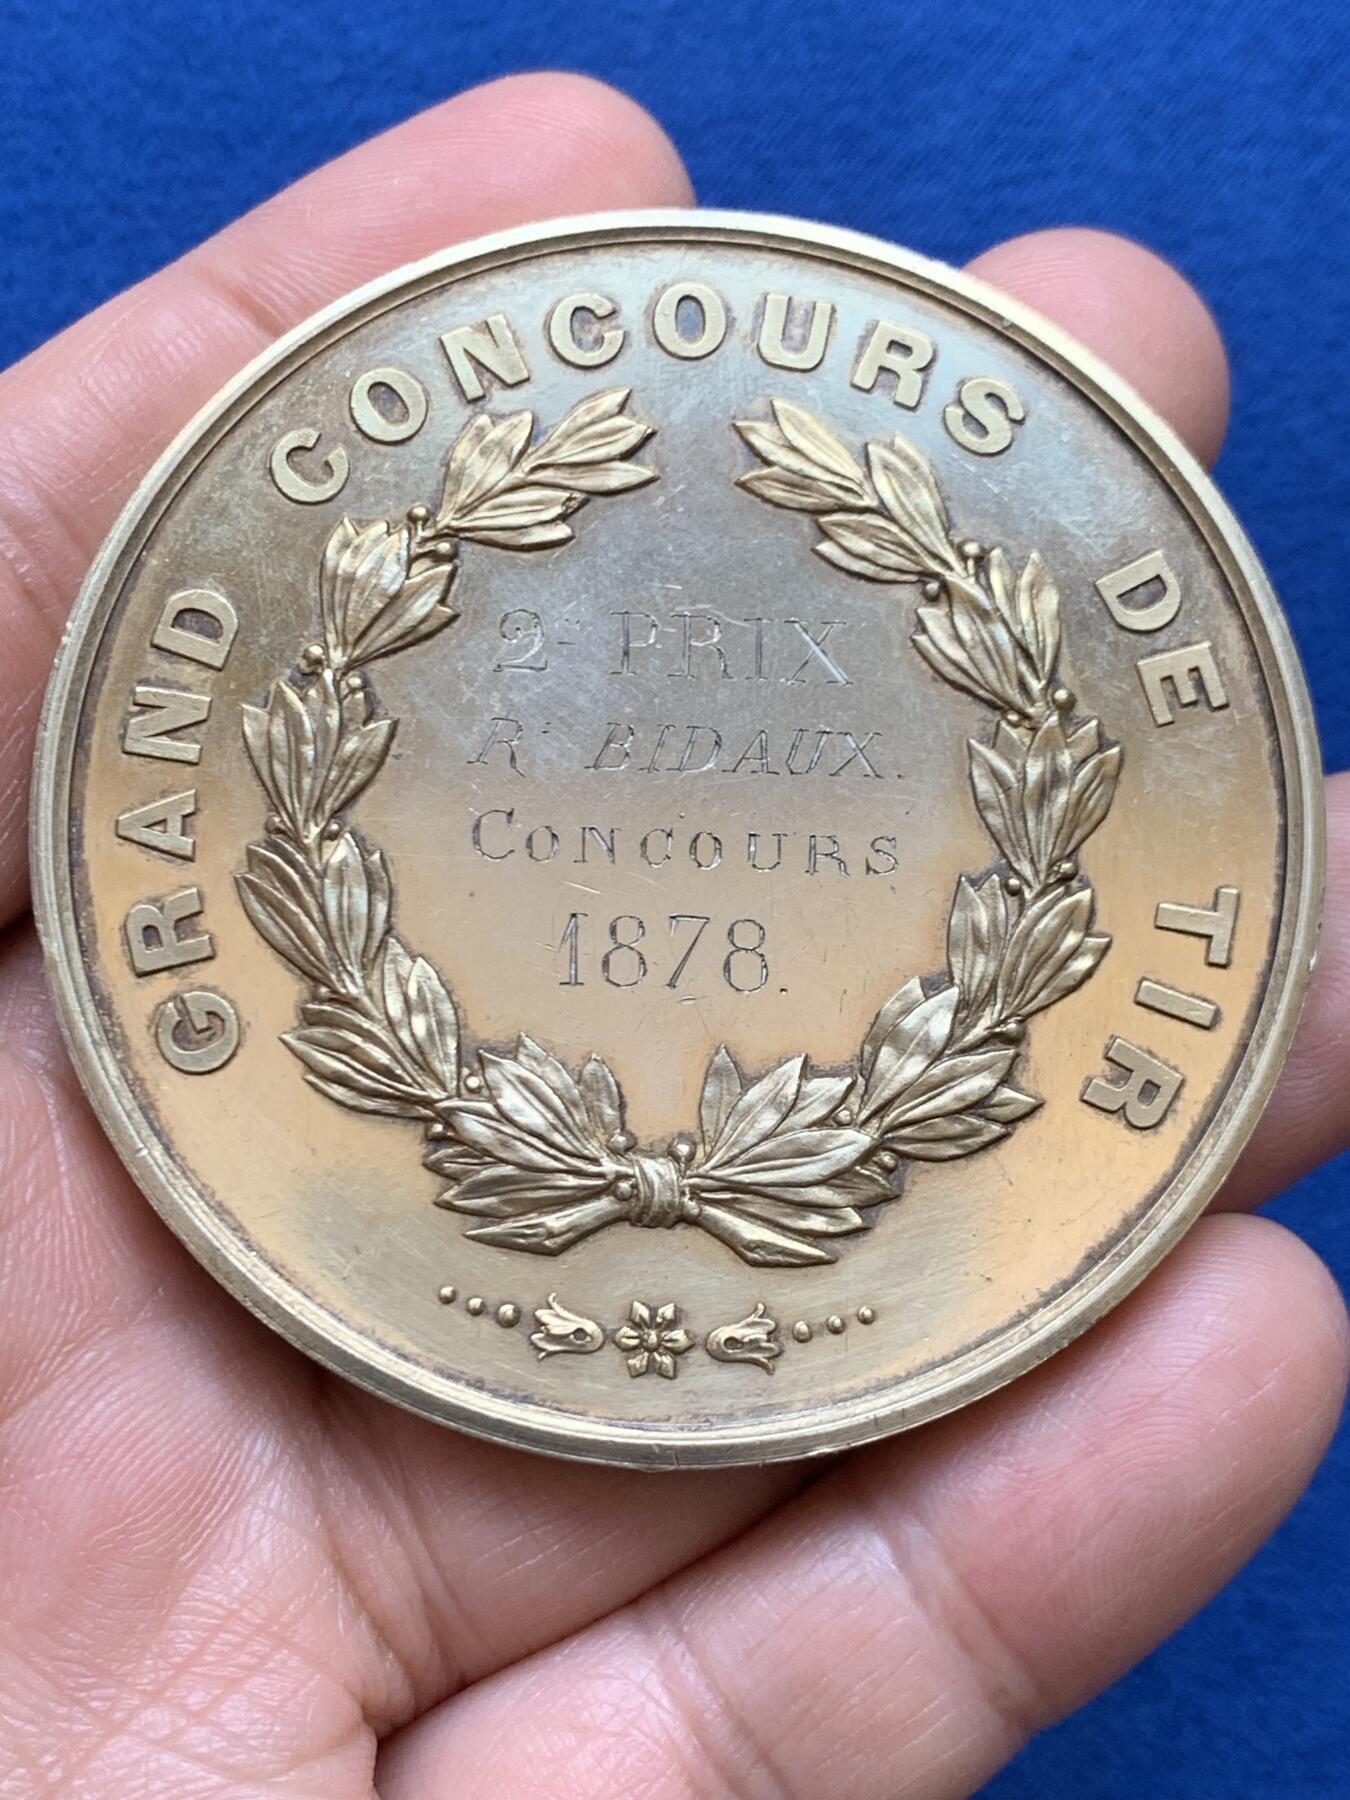 GRAND CONCOURS DE TIR
2e PRIX
Rt BIDAUX.
CONCOURS
1878.